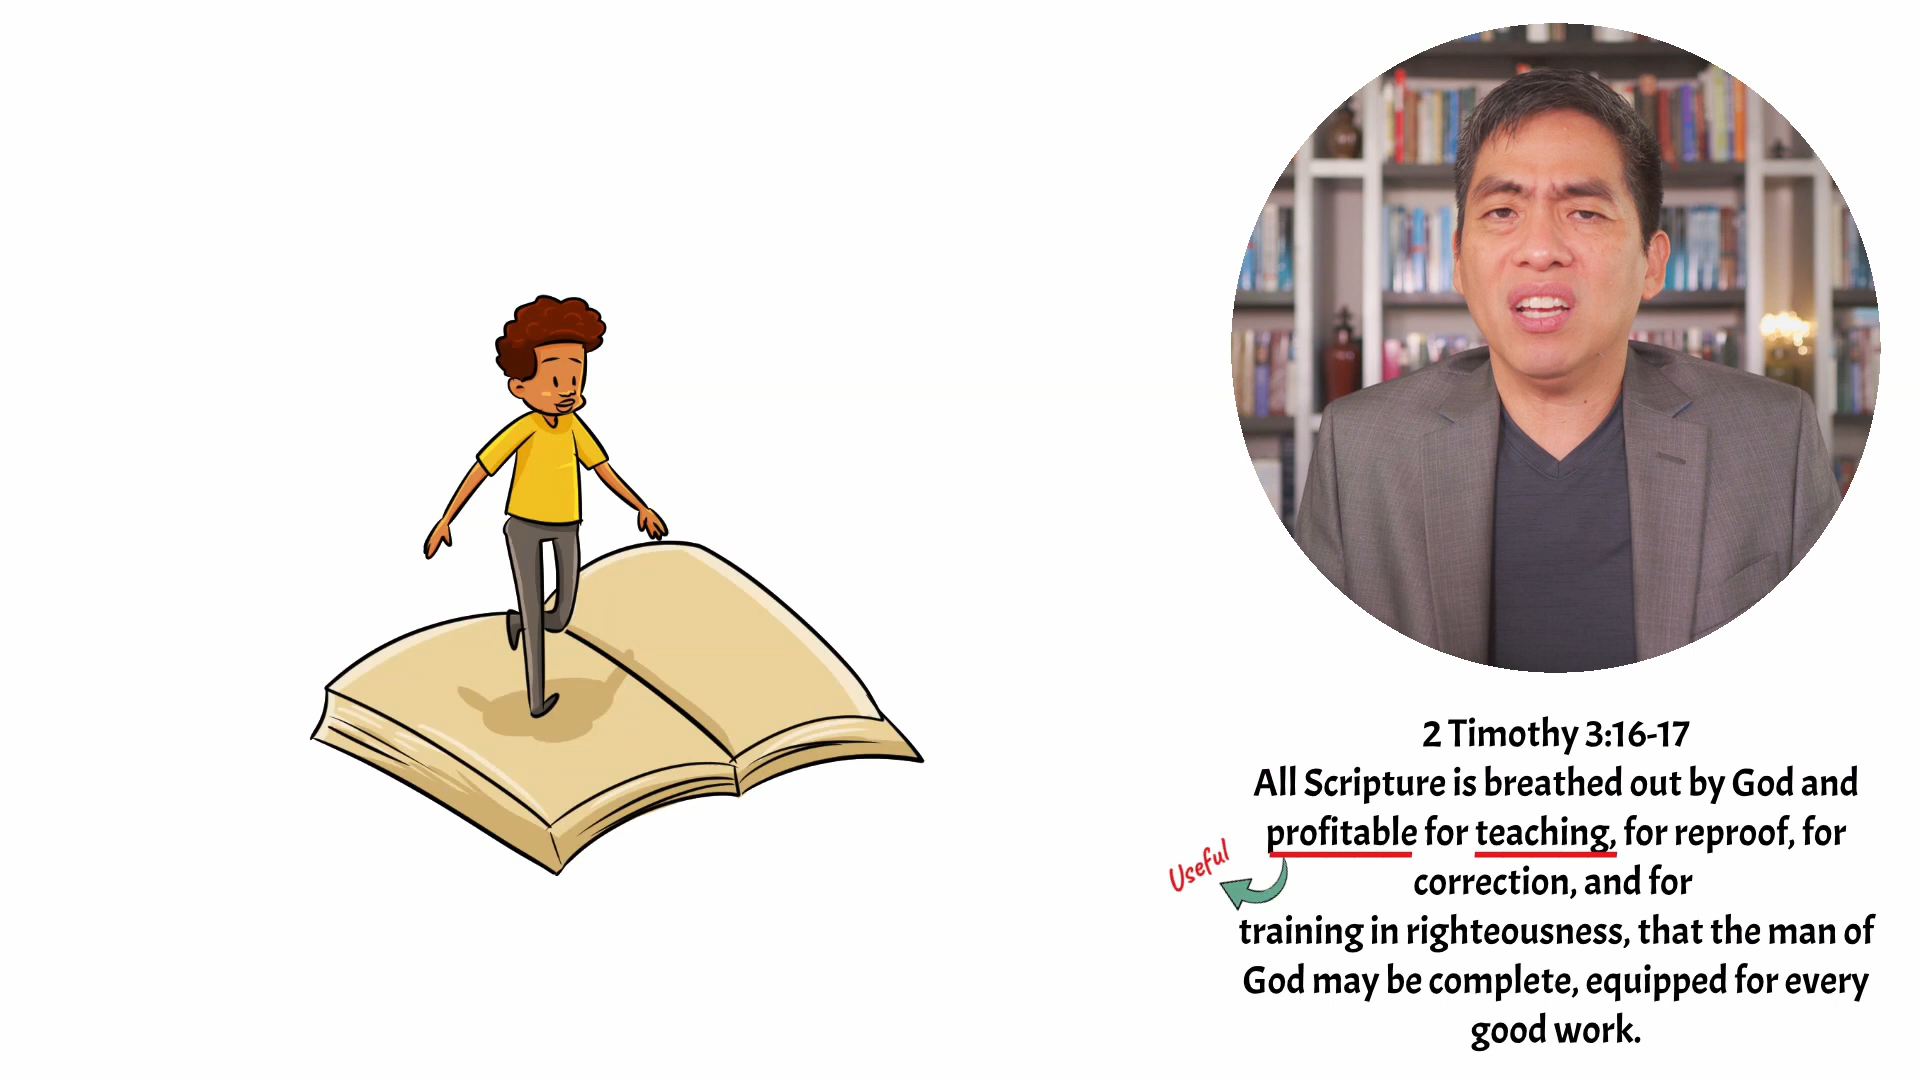 2 Timothy 3:16-17
All Scripture is breathed out by God and
profitable for teaching, for reproof, for
Useful
correction, and for
training in righteousness, that the man of
God may be complete, equipped for every
good work.